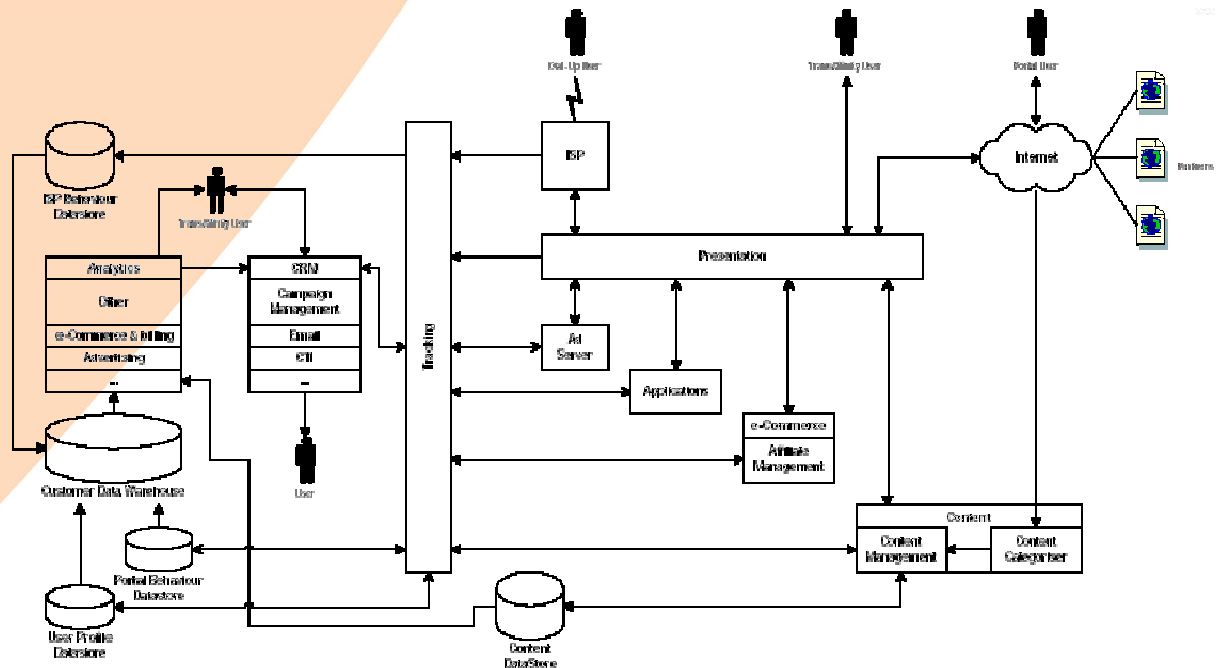 Dial-Up User
TransAffinity User
Portal User
ISP
Internet
Partners
ISP Behaviour
Datastore
TransAffinity User
Presentation
Analytics
Other
e-Commerce & billing
Advertising
...
CRM
Campaign
Management
Email
CTI
...
Tracking
Ad
Server
Applications
e-Commerce
Affiliate
Management
User
Customer Data Warehouse
Content
Content
Management
Content
Categoriser
Portal Behaviour
Datastore
User Profile
Datastore
Content
DataStore